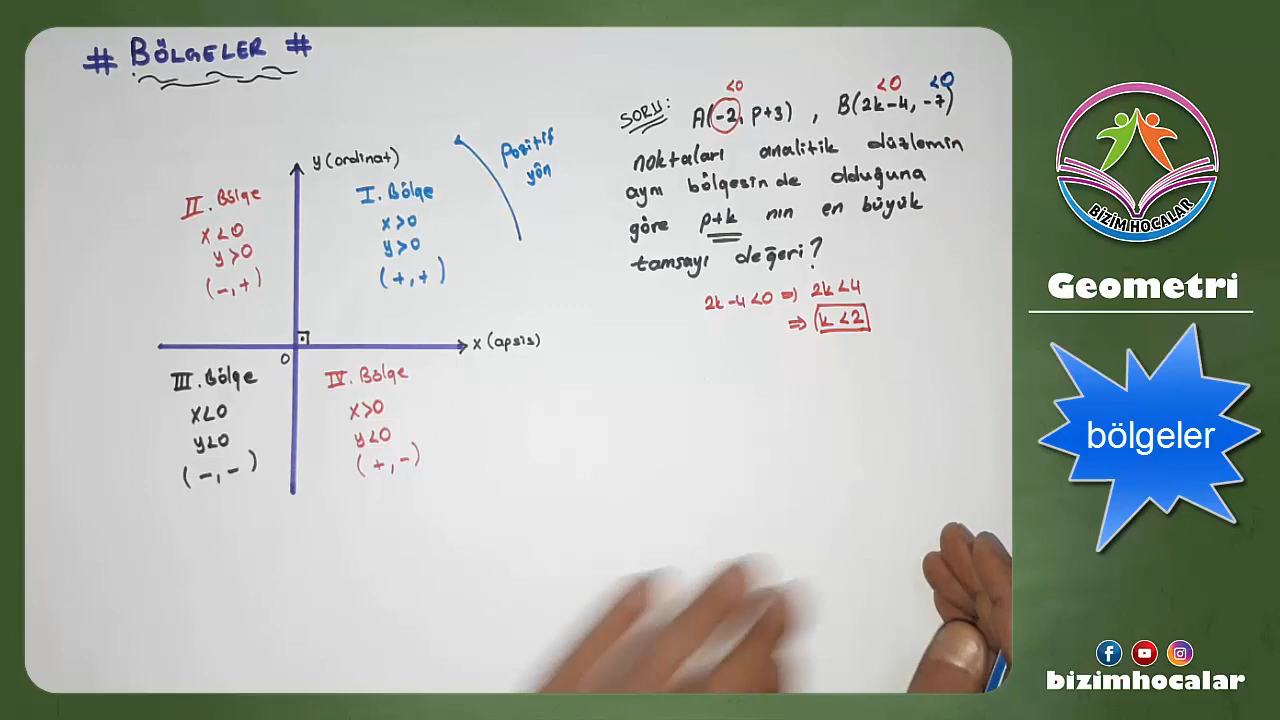 # BÖLGELER #
y (ordinat)
Pozitif
yön
II. Bölge
x<0
y>0
(-,+)
I. Bölge
x>0
y>0
(+,+)
x (apsis)
0
III. Bölge
x<0
y<0
(-,-)
IV. Bölge
x>0
y<0
(+,-)
<0 <0 <0
SORU: A(-2, p+3) , B(2k-4, -7)
noktaları analitik düzlemin
aynı bölgesinde olduğuna
göre p+k nın en büyük
tamsayı değeri?
2k-4<0 ⇒ 2k<4
⇒ k<2
BİZİM HOCALAR
Geometri
bölgeler
bizimhocalar